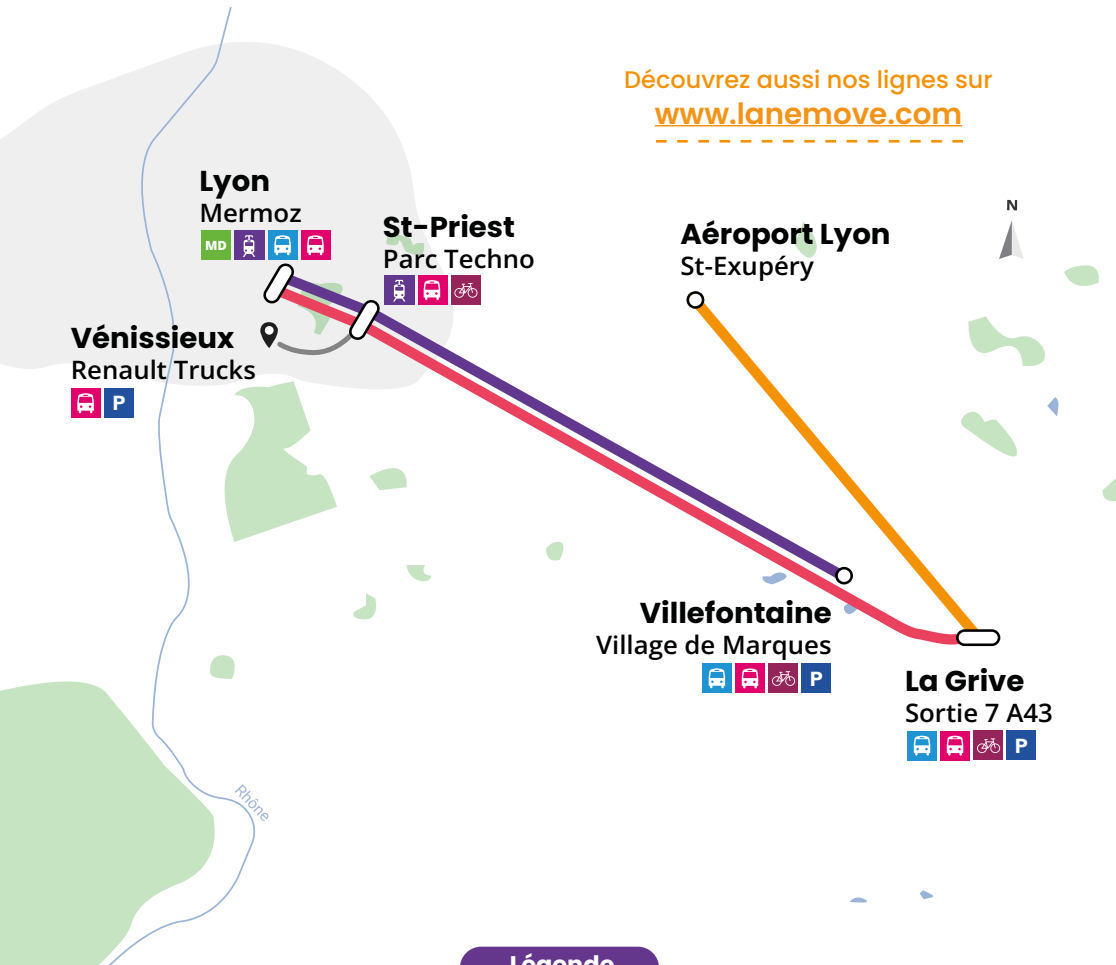 Découvrez aussi nos lignes sur
www.lanemove.com
Lyon
Mermoz
MD
St-Priest
Parc Techno
Aéroport Lyon
St-Exupéry
N
Vénissieux
Renault Trucks
P
Villefontaine
Village de Marques
P
La Grive
Sortie 7 A43
P
Rhône
Légende